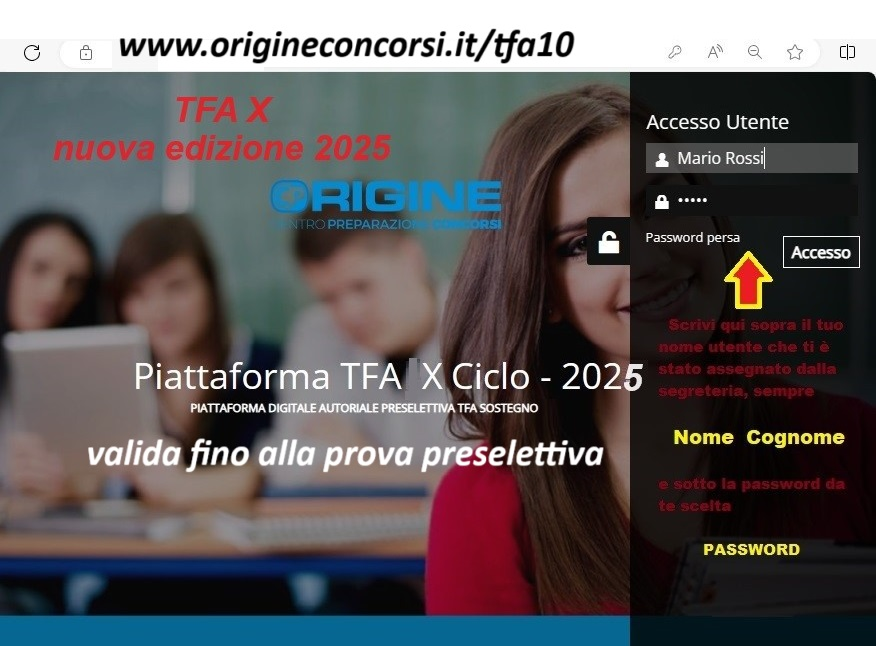 www.origineconcorsi.it/tfa10
TFA X
nuova edizione 2025
ORIGINE
CENTRO PREPARAZIONE CONCORSI
Piattaforma TFA X Ciclo - 2025
PIATTAFORMA DIGITALE AUTORIALE PRESELETTIVA TFA SOSTEGNO
valida fino alla prova preselettiva
Accesso Utente
Mario Rossi
•••••
Password persa
Accesso
Scrivi qui sopra il tuo
nome utente che ti è
stato assegnato dalla
segreteria, sempre
Nome Cognome
e sotto la password da
te scelta
PASSWORD